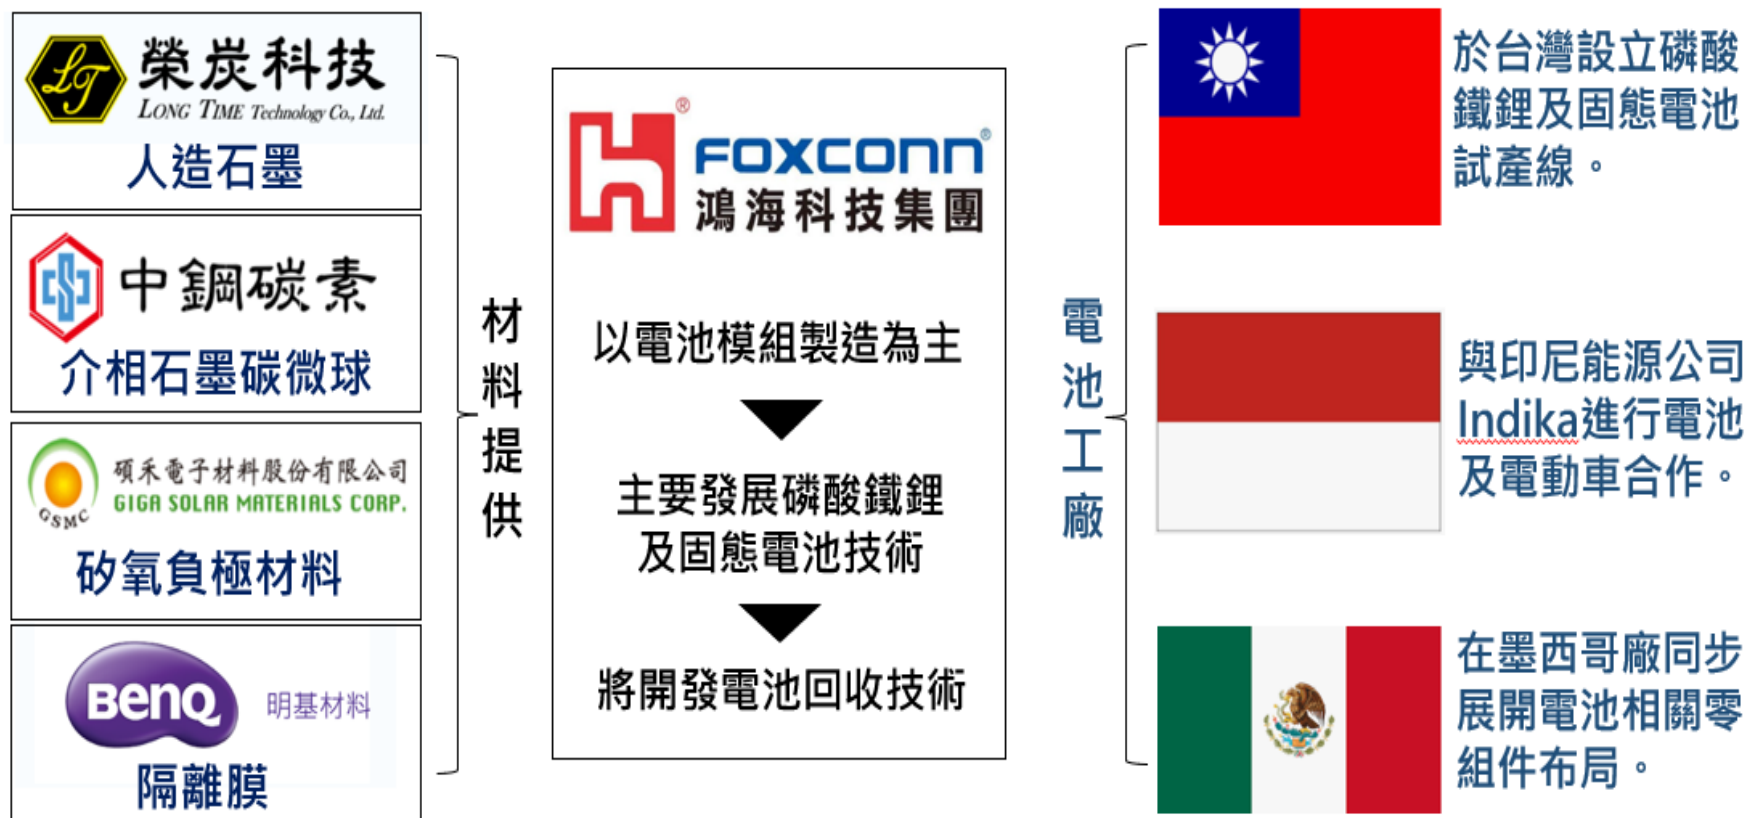 榮炭科技
LONG TIME Technology Co., Ltd.
人造石墨
中鋼碳素
介相石墨碳微球
GSMC
碩禾電子材料股份有限公司
GIGA SOLAR MATERIALS CORP.
矽氧負極材料
BenQ
明基材料
隔離膜
材料提供
FOXCONN®
鴻海科技集團
以電池模組製造為主
主要發展磷酸鐵鋰
及固態電池技術
將開發電池回收技術
電池工廠
於台灣設立磷酸
鐵鋰及固態電池
試產線。
與印尼能源公司
Indika進行電池
及電動車合作。
在墨西哥廠同步
展開電池相關零
組件布局。